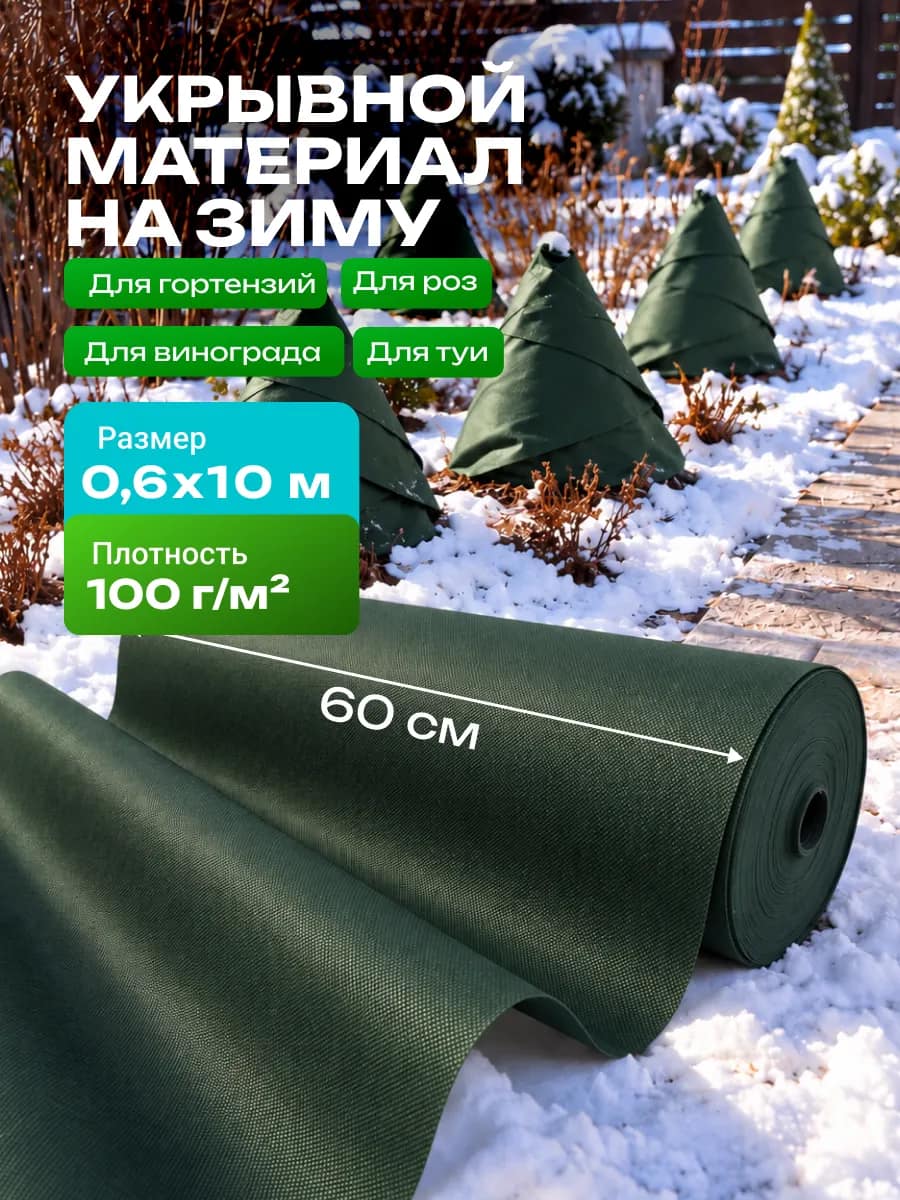 УКРЫВНОЙ
МАТЕРИАЛ
НА ЗИМУ
Для гортензий
Для роз
Для винограда
Для туи
Размер
0,6x10 м
Плотность
100 г/м²
60 см